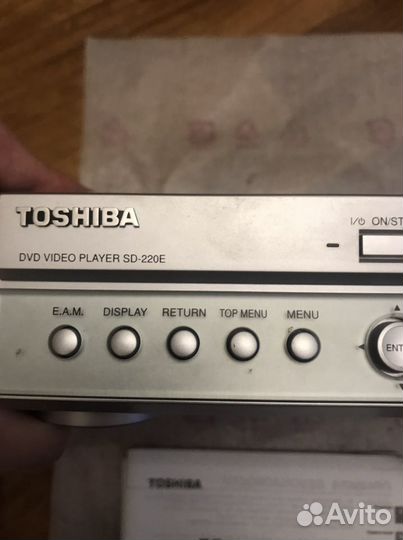 TOSHIBA
I/⏻ ON/ST
DVD VIDEO PLAYER SD-220E
E.A.M. DISPLAY RETURN TOP MENU MENU
ENT
TOSHIBA
Avito